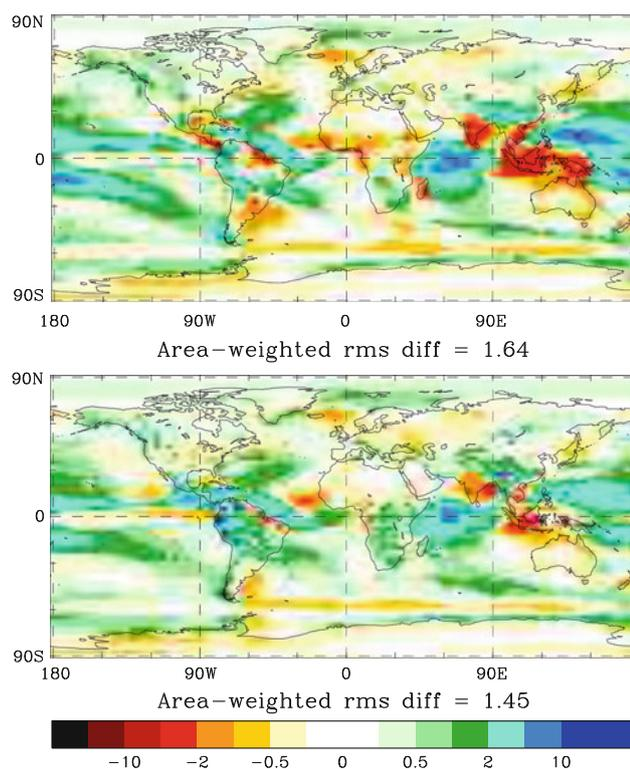 90N
0
90S
180 90W 0 90E
Area-weighted rms diff = 1.64
90N
0
90S
180 90W 0 90E
Area-weighted rms diff = 1.45
-10 -2 -0.5 0 0.5 2 10